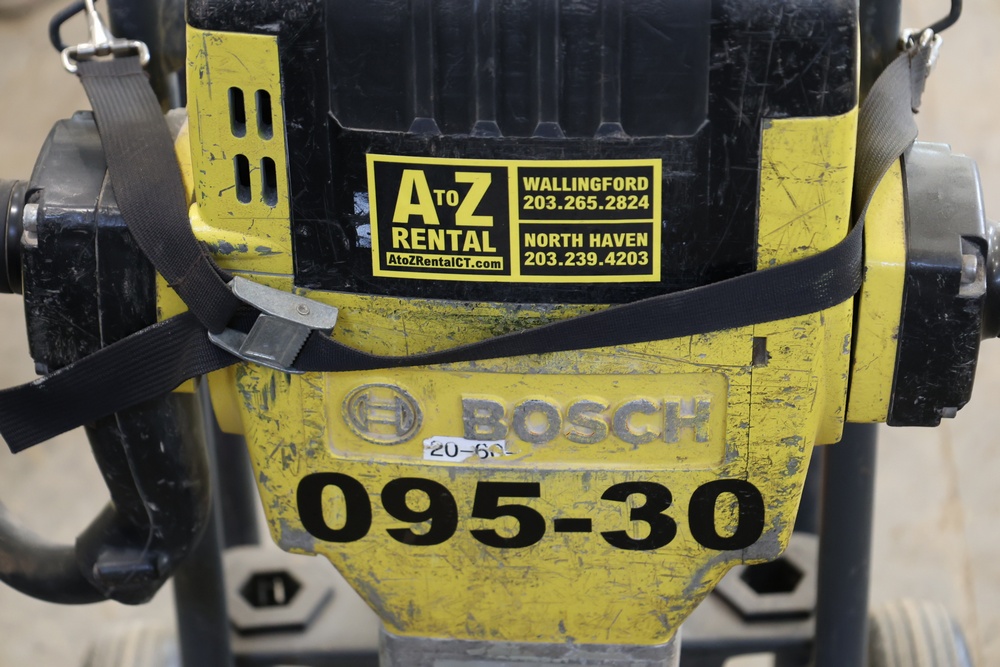 A TO Z
RENTAL
AtoZRentalCT.com
WALLINGFORD
203.265.2824
NORTH HAVEN
203.239.4203
BOSCH
095-30